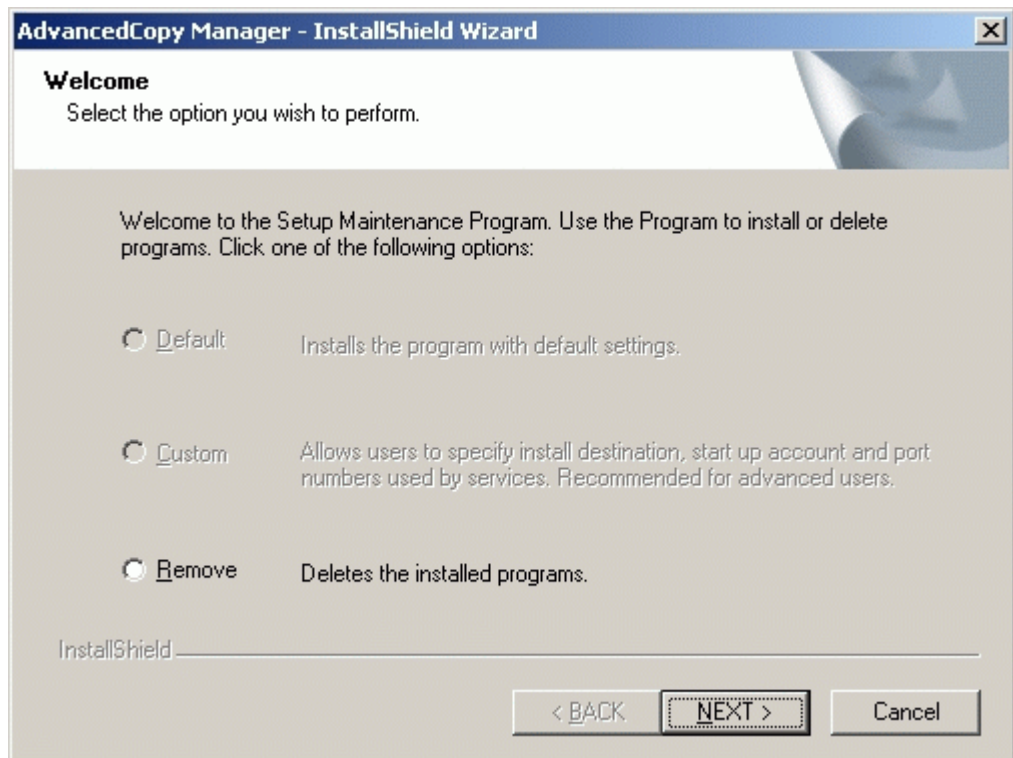 AdvancedCopy Manager - InstallShield Wizard
Welcome
Select the option you wish to perform.
Welcome to the Setup Maintenance Program. Use the Program to install or delete
programs. Click one of the following options:
Default Installs the program with default settings.
Custom Allows users to specify install destination, start up account and port
numbers used by services. Recommended for advanced users.
Remove Deletes the installed programs.
InstallShield
< BACK NEXT > Cancel